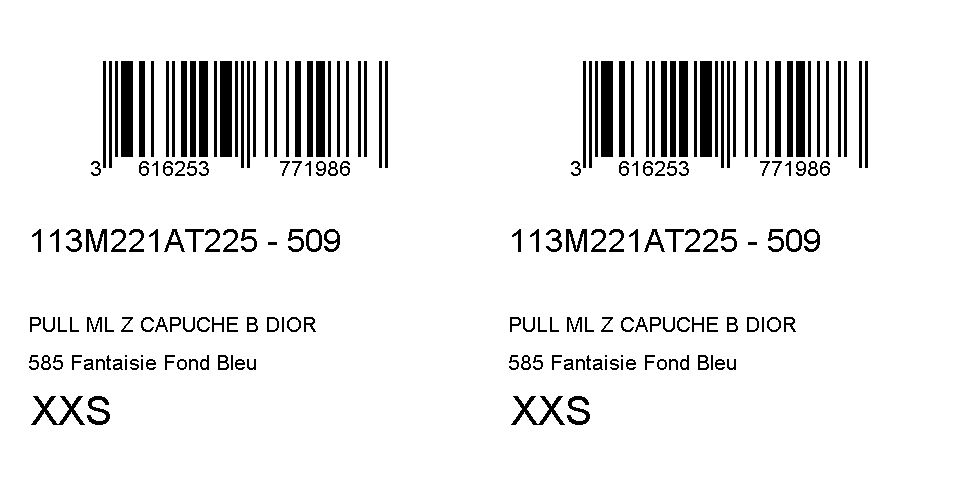 3 616253 771986
113M221AT225 - 509
PULL ML Z CAPUCHE B DIOR
585 Fantaisie Fond Bleu
XXS
3 616253 771986
113M221AT225 - 509
PULL ML Z CAPUCHE B DIOR
585 Fantaisie Fond Bleu
XXS